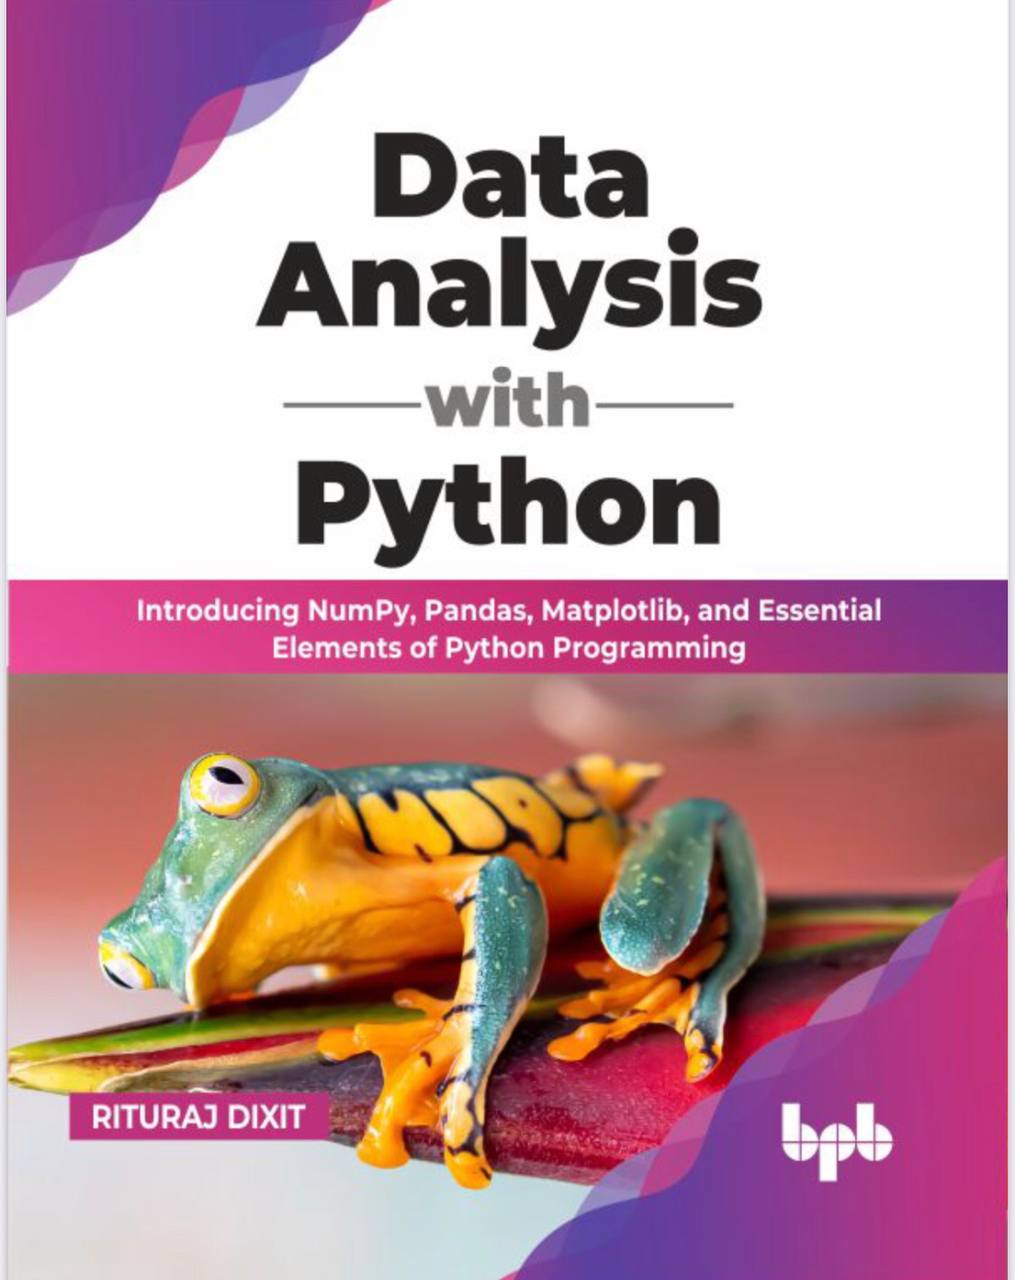 Data
Analysis
with
Python
Introducing NumPy, Pandas, Matplotlib, and Essential
Elements of Python Programming
RITURAJ DIXIT
bpb